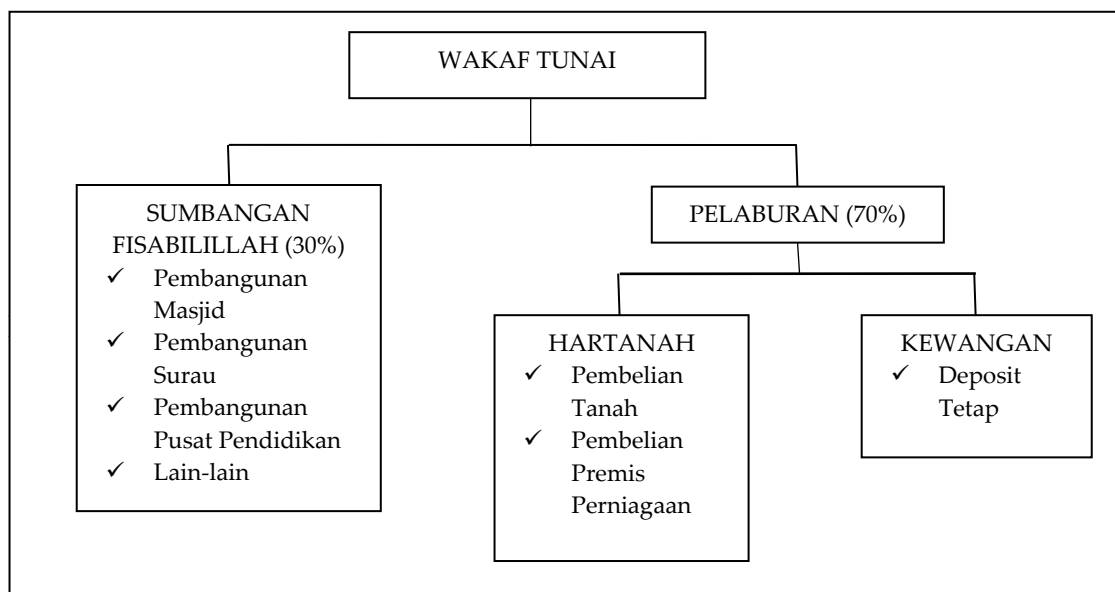 WAKAF TUNAI
SUMBANGAN
FISABILILLAH (30%)
✓ Pembangunan
Masjid
✓ Pembangunan
Surau
✓ Pembangunan
Pusat Pendidikan
✓ Lain-lain
PELABURAN (70%)
HARTANAH
✓ Pembelian
Tanah
✓ Pembelian
Premis
Perniagaan
KEWANGAN
✓ Deposit
Tetap